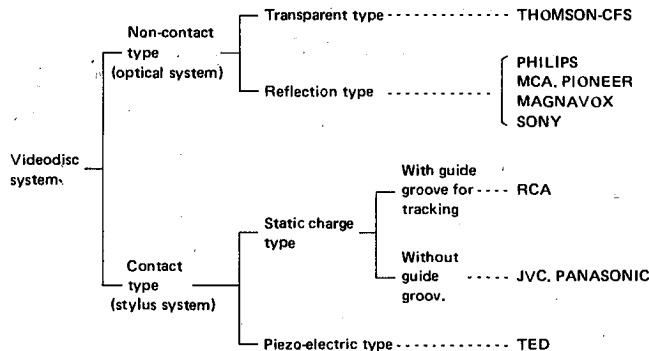 Transparent type
THOMSON-CFS
Non-contact
type
(optical system)
PHILIPS
MCA, PIONEER
MAGNAVOX
SONY
Reflection type
Videodisc
system
With guide
groove for
tracking
RCA
Static charge
type
Without
guide
groov.
JVC, PANASONIC
Contact
type
(stylus system)
Piezo-electric type
TED